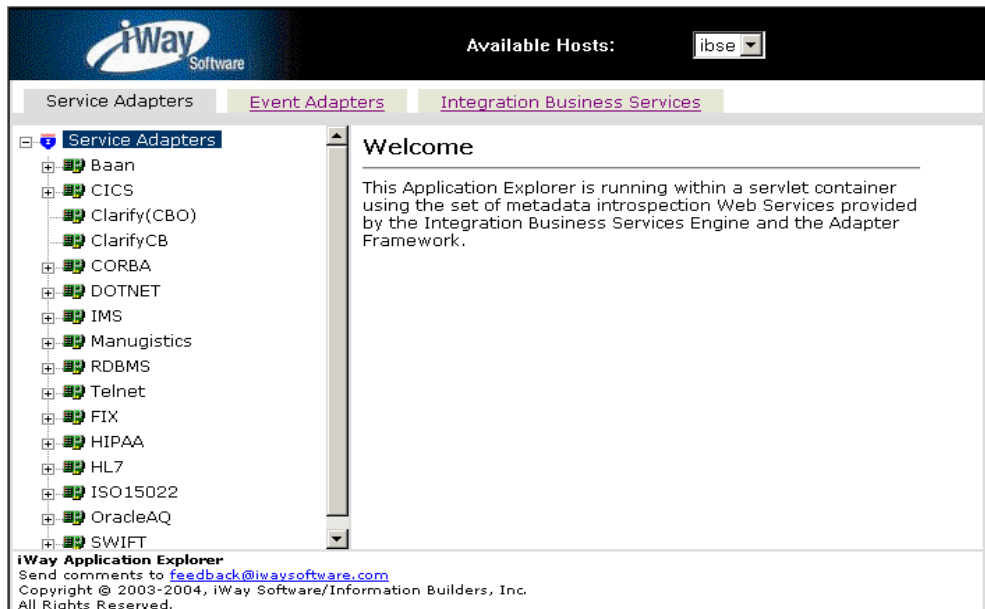 iWay
Software
Available Hosts:
ibse
Service Adapters
Event Adapters
Integration Business Services
Service Adapters
Baan
CICS
Clarify(CBO)
ClarifyCB
CORBA
DOTNET
IMS
Manugistics
RDBMS
Telnet
FIX
HIPAA
HL7
ISO15022
OracleAQ
SWIFT
Welcome
This Application Explorer is running within a servlet container
using the set of metadata introspection Web Services provided
by the Integration Business Services Engine and the Adapter
Framework.
iWay Application Explorer
Send comments to feedback@iwaysoftware.com
Copyright © 2003-2004, iWay Software/Information Builders, Inc.
All Rights Reserved.